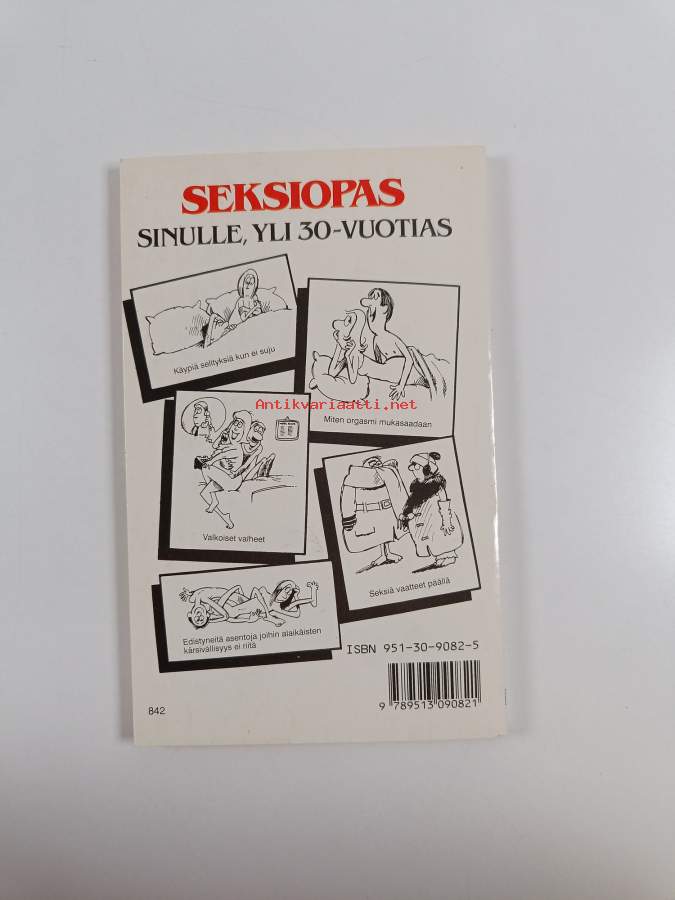 SEKSIOPAS
SINULLE, YLI 30-VUOTIAS
Käypiä selityksiä kun ei suju
Miten orgasmi mukasaadaan
Antikvariaatti.net
Valkoiset valheet
Seksiä vaatteet päällä
Edistyneitä asentoja joihin alaikäisten
kärsivällisyys ei riitä
ISBN 951-30-9082-5
9 789513 090821
842